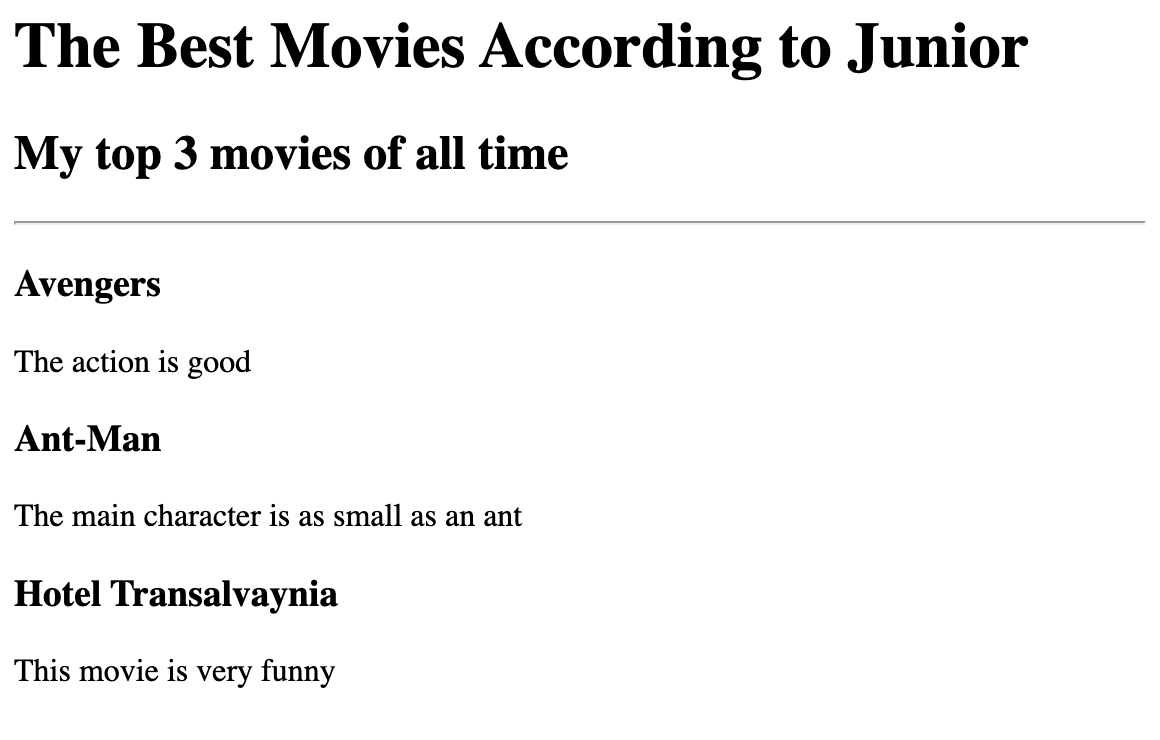 The Best Movies According to Junior
My top 3 movies of all time
Avengers
The action is good
Ant-Man
The main character is as small as an ant
Hotel Transalvaynia
This movie is very funny